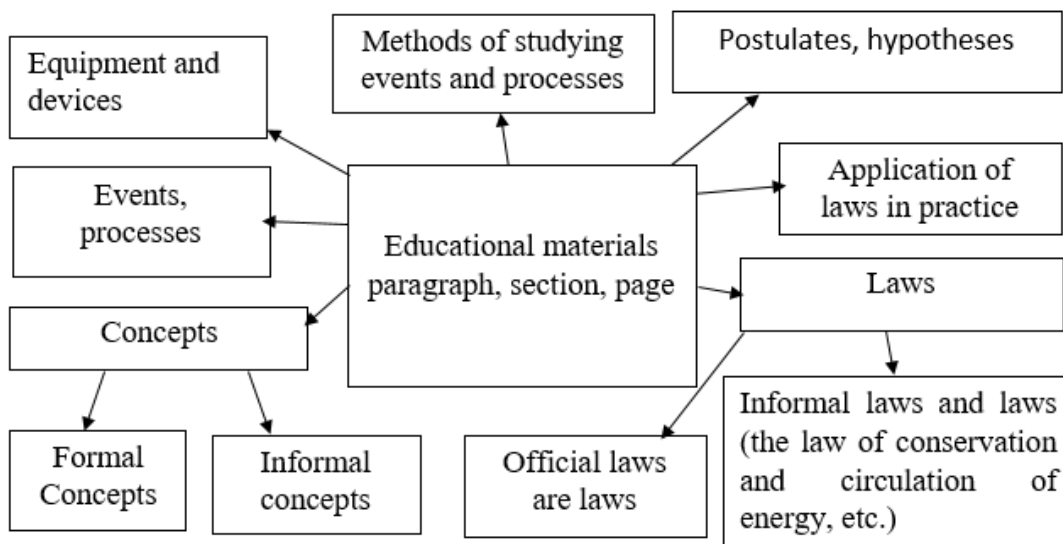 Equipment and
devices
Methods of studying
events and processes
Postulates, hypotheses
Events,
processes
Educational materials
paragraph, section, page
Application of
laws in practice
Concepts
Laws
Formal
Concepts
Informal
concepts
Official laws
are laws
Informal laws and laws
(the law of conservation
and circulation of
energy, etc.)